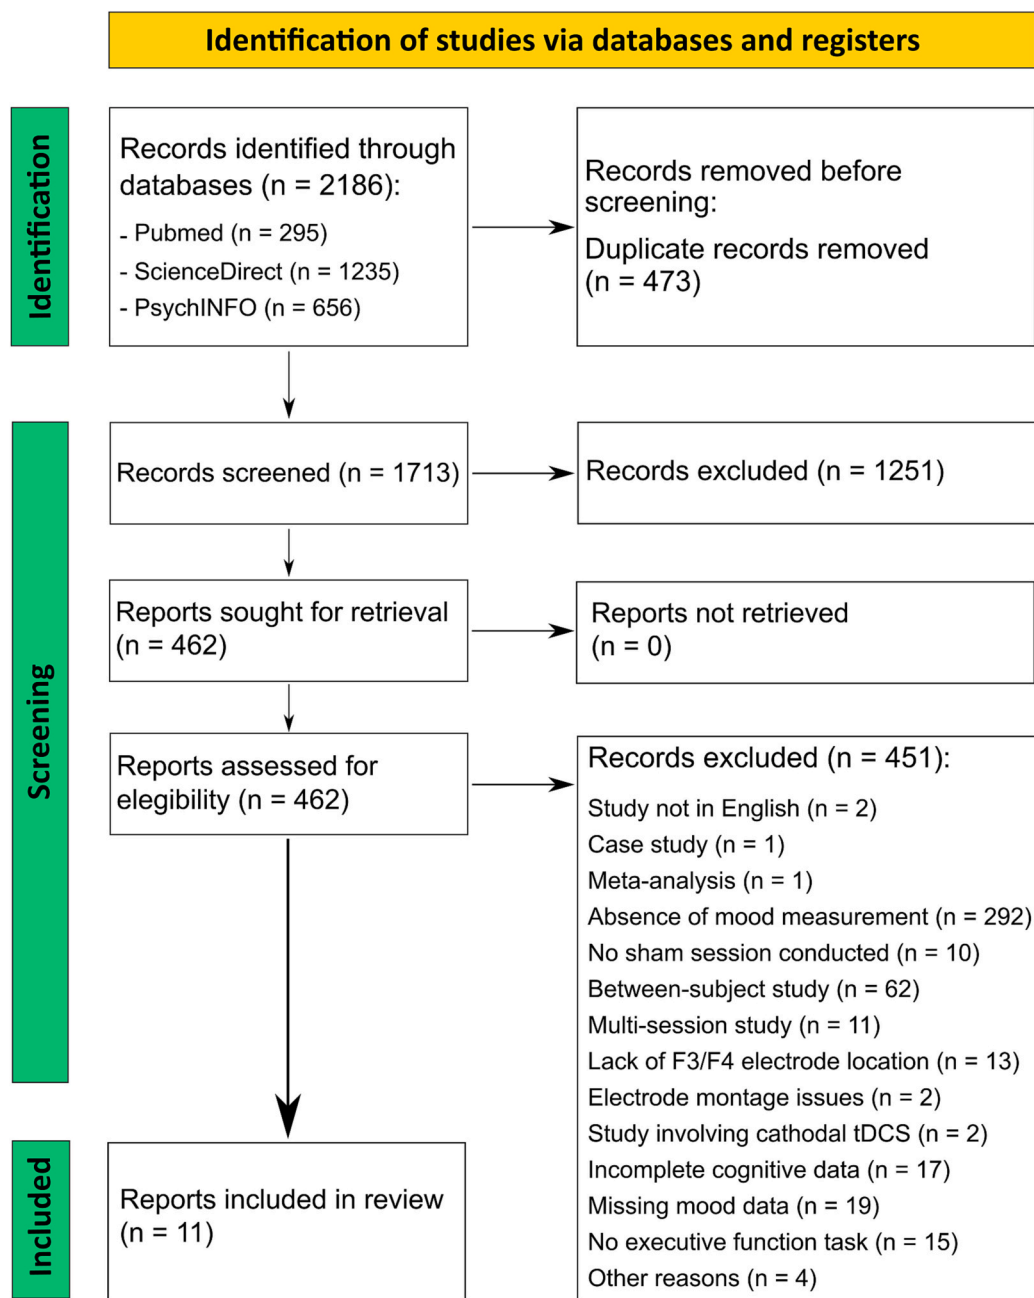 Identification of studies via databases and registers
Identification
Records identified through
databases (n = 2186):
- Pubmed (n = 295)
- ScienceDirect (n = 1235)
- PsychINFO (n = 656)
Records removed before
screening:
Duplicate records removed
(n = 473)
Screening
Records screened (n = 1713)
Records excluded (n = 1251)
Reports sought for retrieval
(n = 462)
Reports not retrieved
(n = 0)
Reports assessed for
elegibility (n = 462)
Records excluded (n = 451):
Study not in English (n = 2)
Case study (n = 1)
Meta-analysis (n = 1)
Absence of mood measurement (n = 292)
No sham session conducted (n = 10)
Between-subject study (n = 62)
Multi-session study (n = 11)
Lack of F3/F4 electrode location (n = 13)
Electrode montage issues (n = 2)
Study involving cathodal tDCS (n = 2)
Incomplete cognitive data (n = 17)
Missing mood data (n = 19)
No executive function task (n = 15)
Other reasons (n = 4)
Included
Reports included in review
(n = 11)